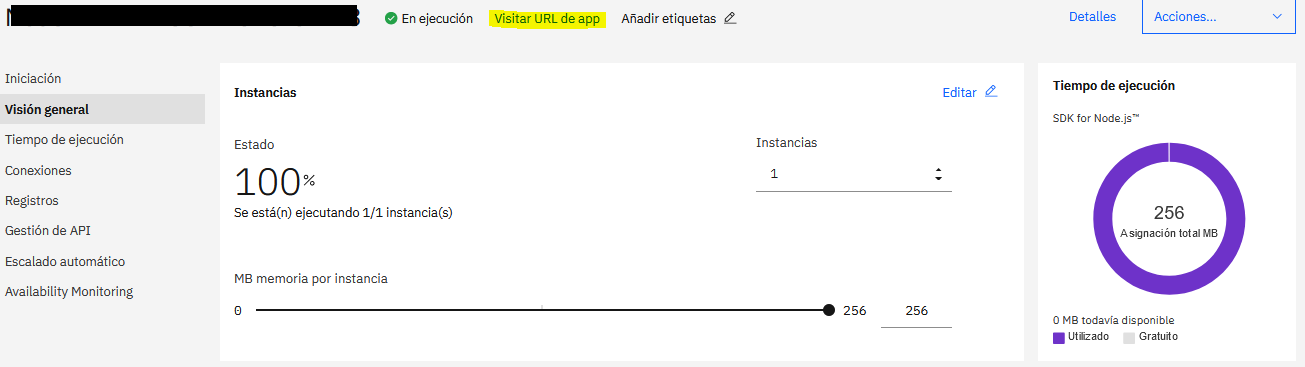 En ejecución Visitar URL de app Añadir etiquetas Detalles Acciones...
Iniciación
Visión general
Tiempo de ejecución
Conexiones
Registros
Gestión de API
Escalado automático
Availability Monitoring
Instancias Editar
Estado
100%
Se está(n) ejecutando 1/1 instancia(s)
Instancias
1
MB memoria por instancia
0 256 256
Tiempo de ejecución
SDK for Node.js™
256
Asignación total MB
0 MB todavía disponible
Utilizado Gratuito